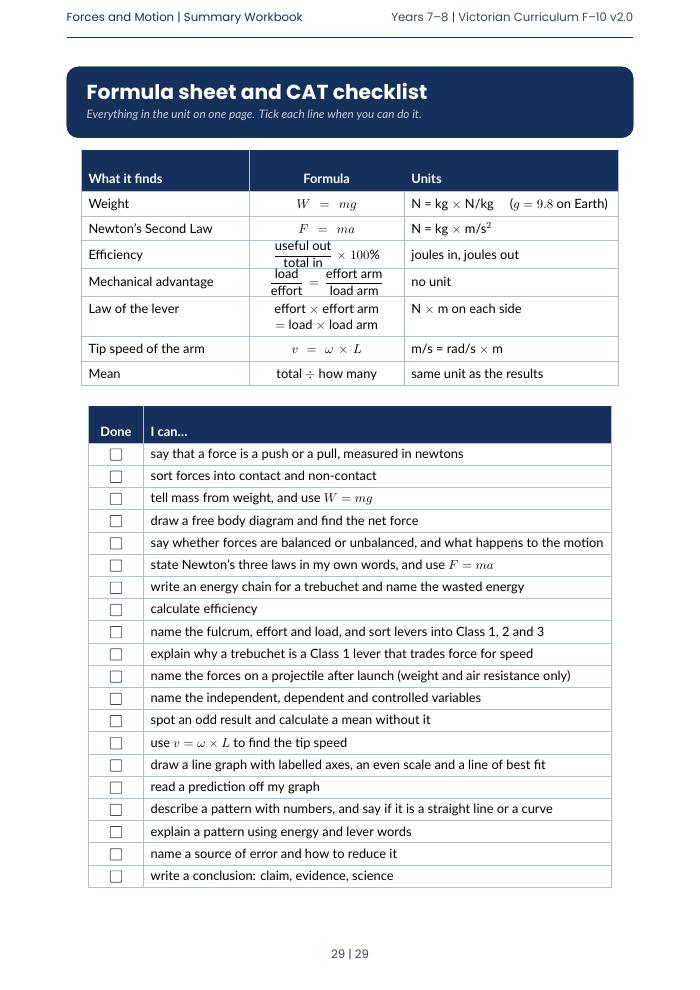 Forces and Motion | Summary Workbook Years 7–8 | Victorian Curriculum F–10 v2.0
Formula sheet and CAT checklist
Everything in the unit on one page. Tick each line when you can do it.
What it finds Formula Units
Weight W = mg N = kg × N/kg (g = 9.8 on Earth)
Newton's Second Law F = ma N = kg × m/s²
Efficiency useful out / total in × 100% joules in, joules out
Mechanical advantage load / effort = effort arm / load arm no unit
Law of the lever effort × effort arm N × m on each side
= load × load arm
Tip speed of the arm v = ω × L m/s = rad/s × m
Mean total ÷ how many same unit as the results
Done I can...
☐ say that a force is a push or a pull, measured in newtons
☐ sort forces into contact and non-contact
☐ tell mass from weight, and use W = mg
☐ draw a free body diagram and find the net force
☐ say whether forces are balanced or unbalanced, and what happens to the motion
☐ state Newton's three laws in my own words, and use F = ma
☐ write an energy chain for a trebuchet and name the wasted energy
☐ calculate efficiency
☐ name the fulcrum, effort and load, and sort levers into Class 1, 2 and 3
☐ explain why a trebuchet is a Class 1 lever that trades force for speed
☐ name the forces on a projectile after launch (weight and air resistance only)
☐ name the independent, dependent and controlled variables
☐ spot an odd result and calculate a mean without it
☐ use v = ω × L to find the tip speed
☐ draw a line graph with labelled axes, an even scale and a line of best fit
☐ read a prediction off my graph
☐ describe a pattern with numbers, and say if it is a straight line or a curve
☐ explain a pattern using energy and lever words
☐ name a source of error and how to reduce it
☐ write a conclusion: claim, evidence, science
29 | 29